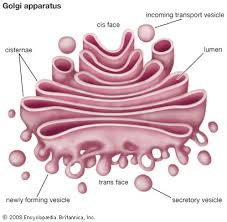 Golgi apparatus
incoming transport vesicle
cis face
cisternae
lumen
trans face
newly forming vesicle
secretory vesicle
© 2008 Encyclopædia Britannica, Inc.